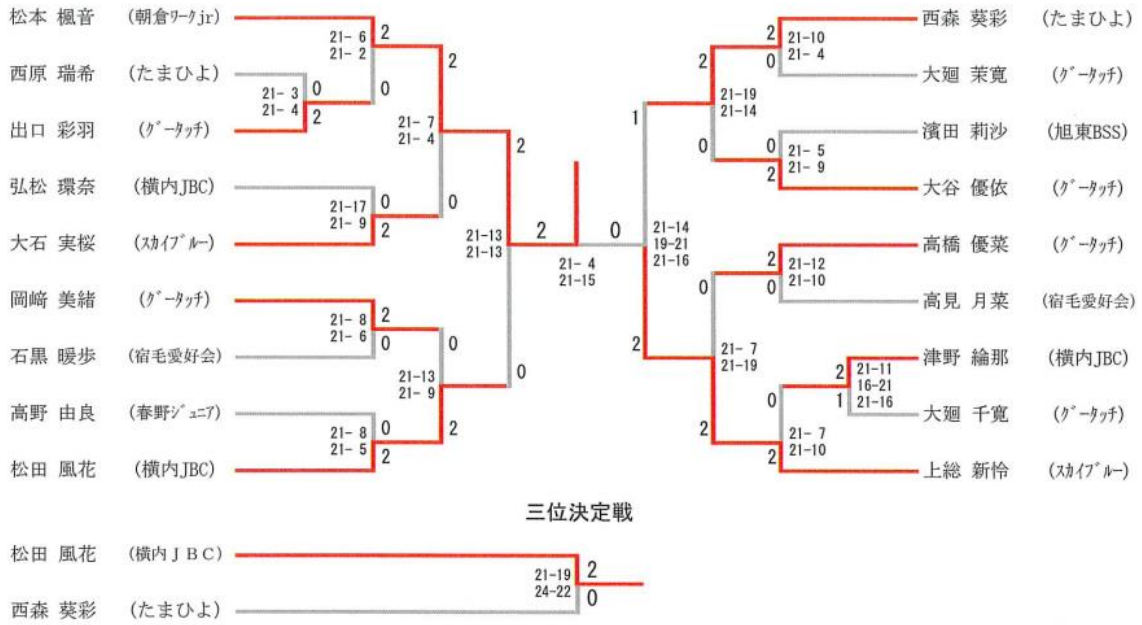 松本 楓音 (朝倉ワークjr)
西原 瑞希 (たまひよ)
出口 彩羽 (グータッチ)
弘松 環奈 (横内JBC)
大石 実桜 (スカイブルー)
岡﨑 美緒 (グータッチ)
石黒 暖歩 (宿毛愛好会)
高野 由良 (春野ジュニア)
松田 風花 (横内JBC)
21- 6 2
21- 2 0
21- 3 0
21- 4 2
21- 7 2
21- 4 0
21-17 0
21- 9 2
21-13 2
21-13 0
21- 8 2
21- 6 0
21-13 0
21- 9 2
21- 8 0
21- 5 2
2 0
21- 4
21-15
西森 葵彩 (たまひよ)
大廻 茉寛 (グータッチ)
濱田 莉沙 (旭東BSS)
大谷 優依 (グータッチ)
高橋 優菜 (グータッチ)
高見 月菜 (宿毛愛好会)
津野 綸那 (横内JBC)
大廻 千寛 (グータッチ)
上総 新怜 (スカイブルー)
2 21-10
0 21- 4
2 21-19
0 21-14
0 21- 5
2 21- 9
1 21-14
19-21
2 21-16
2 21-12
0 21-10
0 21- 7
2 21-19
2 21-11
16-21
1 21-16
0 21- 7
2 21-10
三位決定戦
松田 風花 (横内ＪＢＣ)
西森 葵彩 (たまひよ)
21-19 2
24-22 0